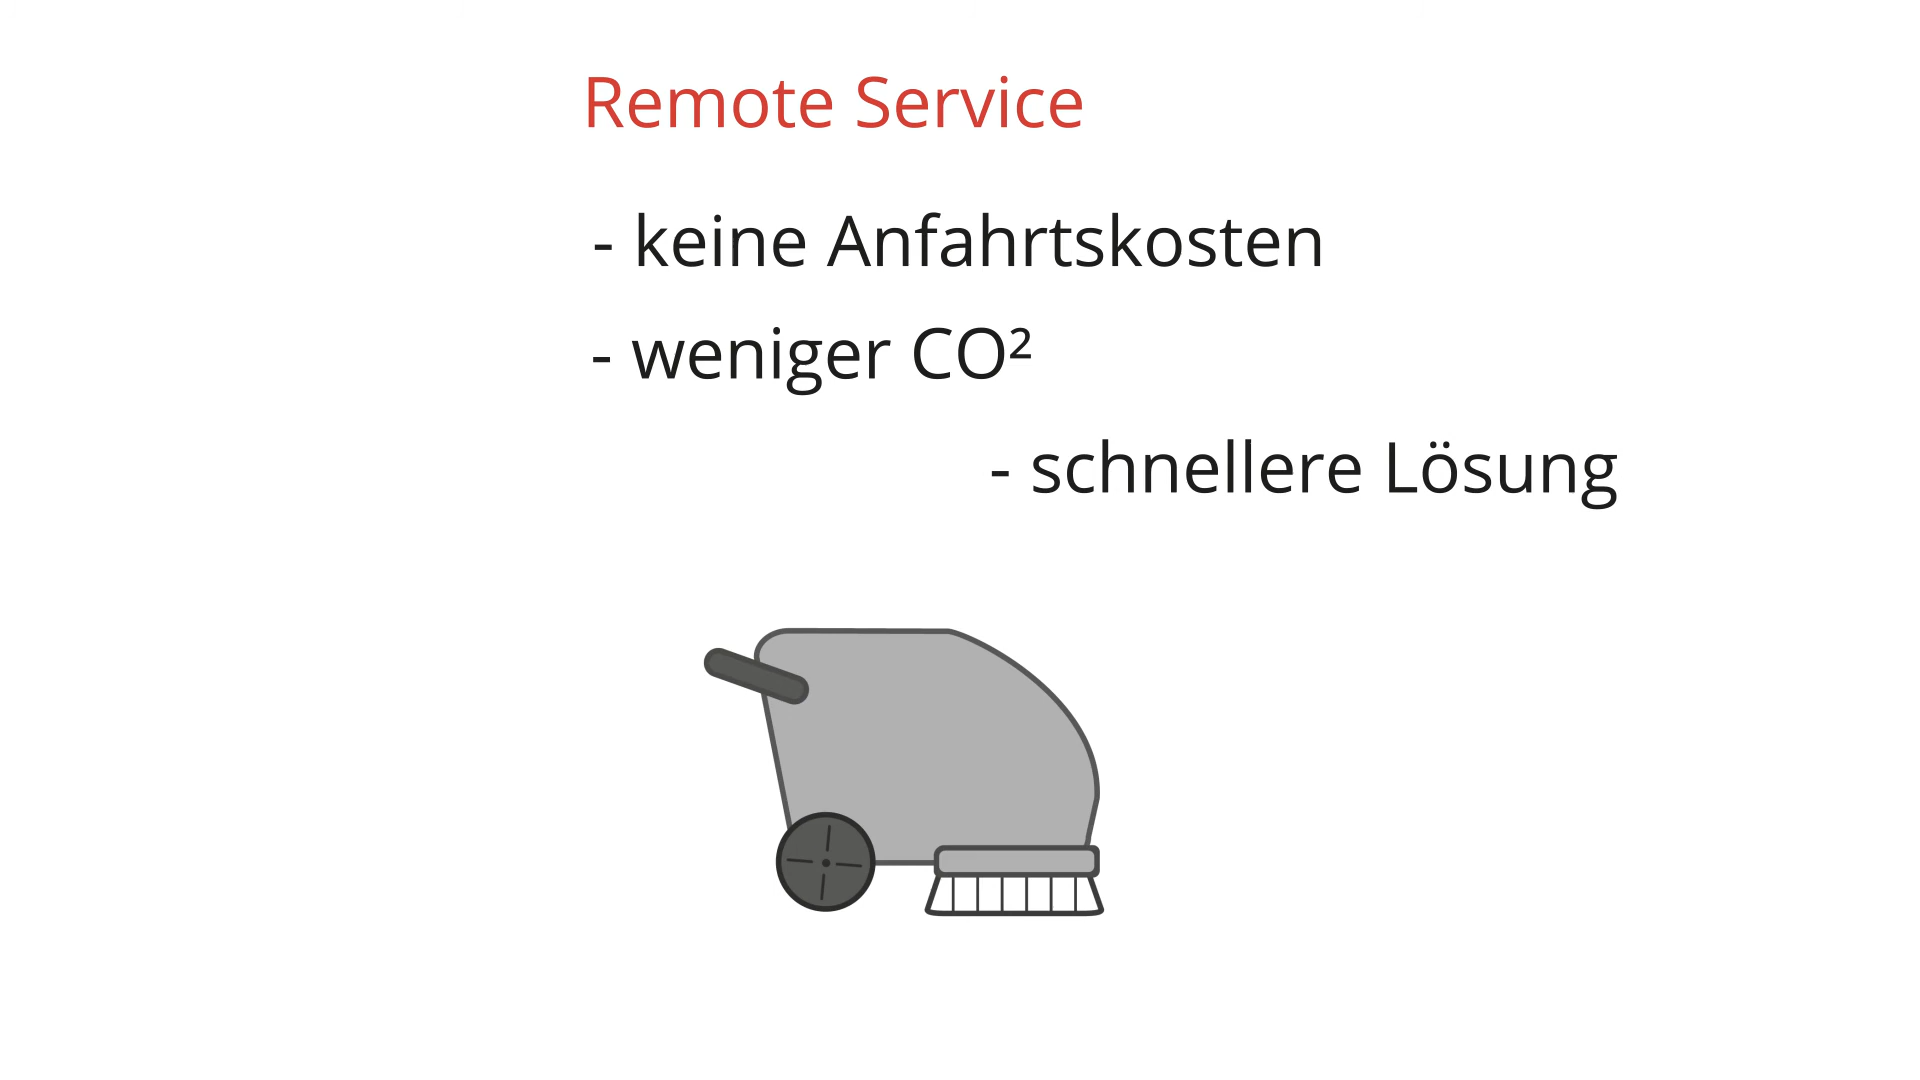 Remote Service
- keine Anfahrtskosten
- weniger CO²
- schnellere Lösung